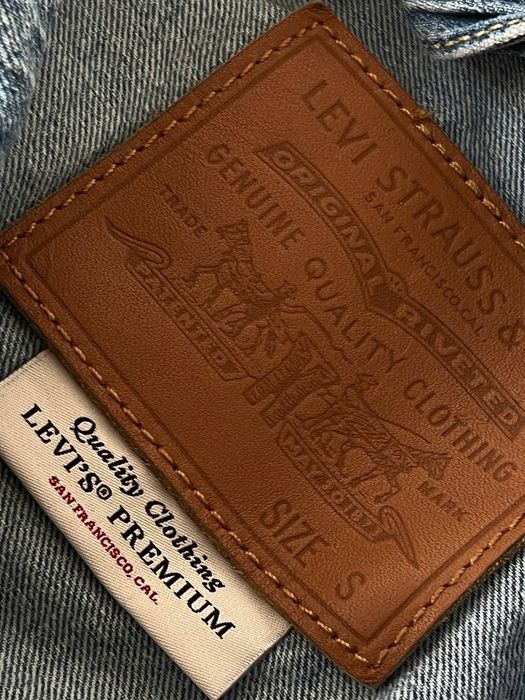 LEVI STRAUSS &
SAN FRANCISCO, CAL.
ORIGINAL RIVETED
GENUINE QUALITY CLOTHING
TRADE MARK
PATENTED
SIZE S
Quality Clothing
LEVI'S® PREMIUM
SAN FRANCISCO, CAL.